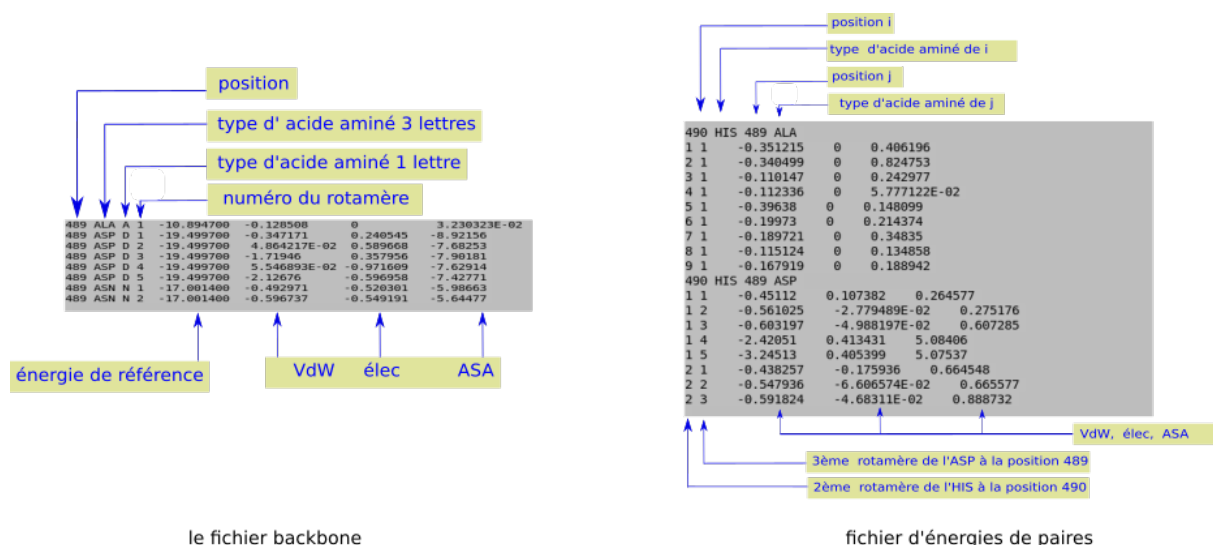 position
type d' acide aminé 3 lettres
type d'acide aminé 1 lettre
numéro du rotamère
489 ALA A 1 -10.894700 -0.128508 0 3.230323E-02
489 ASP D 1 -19.499700 -0.347171 0.240545 -8.92156
489 ASP D 2 -19.499700 4.864217E-02 0.589668 -7.68253
489 ASP D 3 -19.499700 -1.71946 0.357956 -7.90181
489 ASP D 4 -19.499700 5.546893E-02 -0.971609 -7.62914
489 ASP D 5 -19.499700 -2.12676 -0.596958 -7.42771
489 ASN N 1 -17.001400 -0.492971 -0.520301 -5.98663
489 ASN N 2 -17.001400 -0.596737 -0.549191 -5.64477
énergie de référence
VdW élec ASA
le fichier backbone
position i
type d'acide aminé de i
position j
type d'acide aminé de j
490 HIS 489 ALA
1 1 -0.351215 0 0.406196
2 1 -0.340499 0 0.824753
3 1 -0.110147 0 0.242977
4 1 -0.112336 0 5.777122E-02
5 1 -0.39638 0 0.148099
6 1 -0.19973 0 0.214374
7 1 -0.189721 0 0.34835
8 1 -0.115124 0 0.134858
9 1 -0.167919 0 0.188942
490 HIS 489 ASP
1 1 -0.45112 0.107382 0.264577
1 2 -0.561025 -2.779489E-02 0.275176
1 3 -0.603197 -4.988197E-02 0.607285
1 4 -2.42051 0.413431 5.08406
1 5 -3.24513 0.405399 5.07537
2 1 -0.438257 -0.175936 0.664548
2 2 -0.547936 -6.606574E-02 0.665577
2 3 -0.591824 -4.68311E-02 0.888732
VdW, élec, ASA
3ème rotamère de l'ASP à la position 489
2ème rotamère de l'HIS à la position 490
fichier d'énergies de paires